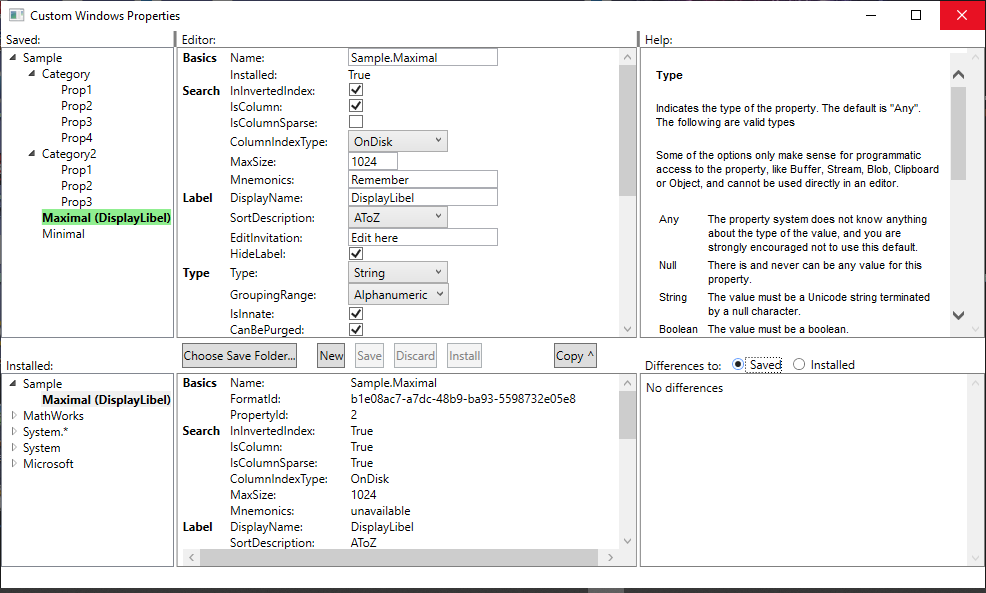 Custom Windows Properties
Saved:
Sample
Category
Prop1
Prop2
Prop3
Prop4
Category2
Prop1
Prop2
Prop3
Maximal (DisplayLibel)
Minimal
Editor:
Basics Name: Sample.Maximal
Installed: True
Search InInvertedIndex:
IsColumn:
IsColumnSparse:
ColumnIndexType: OnDisk
MaxSize: 1024
Mnemonics: Remember
Label DisplayName: DisplayLibel
SortDescription: AToZ
EditInvitation: Edit here
HideLabel:
Type Type: String
GroupingRange: Alphanumeric
IsInnate:
CanBePurged:
Help:
Type
Indicates the type of the property. The default is "Any".
The following are valid types
Some of the options only make sense for programmatic
access to the property, like Buffer, Stream, Blob, Clipboard
or Object, and cannot be used directly in an editor.
Any The property system does not know anything
about the type of the value, and you are
strongly encouraged not to use this default.
Null There is and never can be any value for this
property.
String The value must be a Unicode string terminated
by a null character.
Boolean The value must be a boolean.
Choose Save Folder... New Save Discard Install Copy ^
Installed:
Sample
Maximal (DisplayLibel)
MathWorks
System.*
System
Microsoft
Basics Name: Sample.Maximal
FormatId: b1e08ac7-a7dc-48b9-ba93-5598732e05e8
PropertyId: 2
Search InInvertedIndex: True
IsColumn: True
IsColumnSparse: True
ColumnIndexType: OnDisk
MaxSize: 1024
Mnemonics: unavailable
Label DisplayName: DisplayLibel
SortDescription: AToZ
Differences to: Saved Installed
No differences